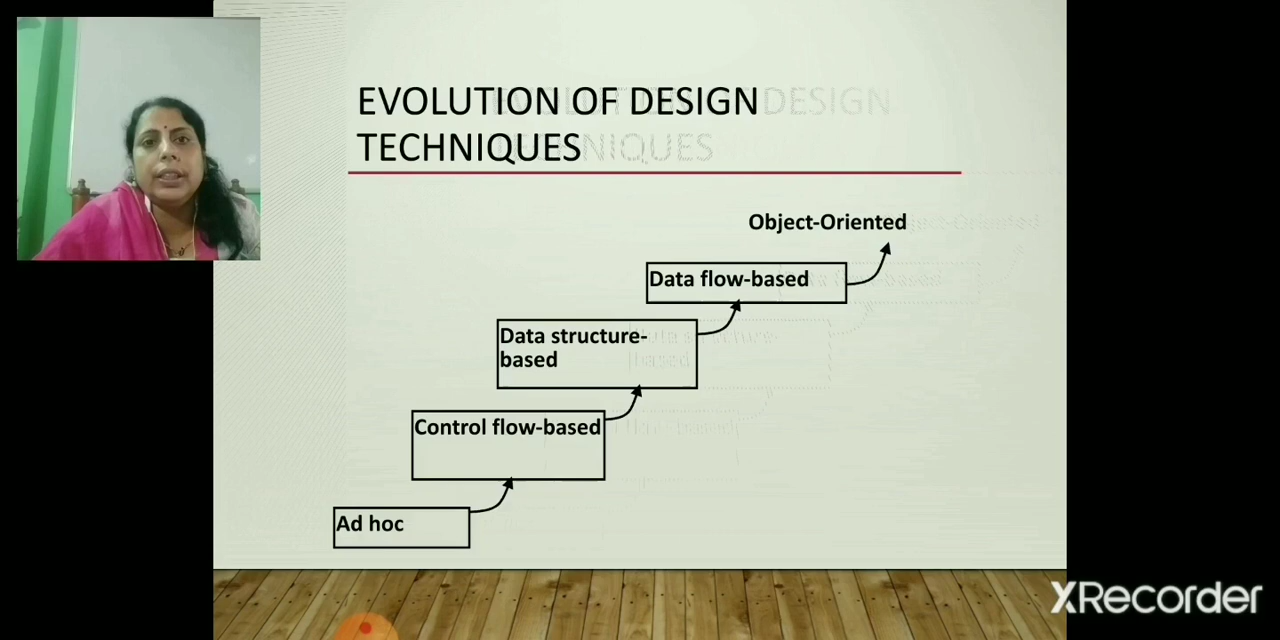 EVOLUTION OF DESIGN
TECHNIQUES
Object-Oriented
Data flow-based
Data structure-
based
Control flow-based
Ad hoc
XRecorder